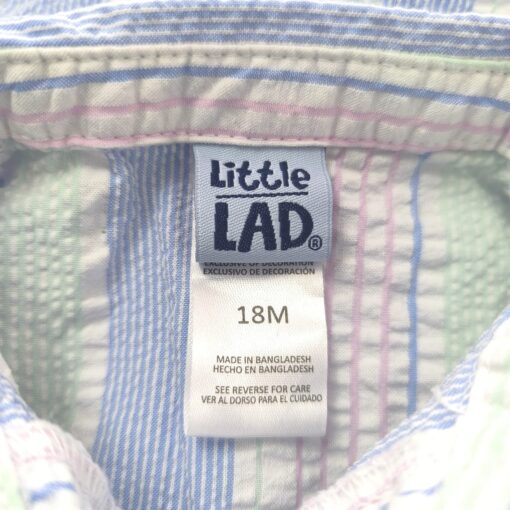 Little
LAD®
EXCLUSIVE OF DECORATION
EXCLUSIVO DE DECORACIÓN
18M
MADE IN BANGLADESH
HECHO EN BANGLADESH
SEE REVERSE FOR CARE
VER AL DORSO PARA EL CUIDADO